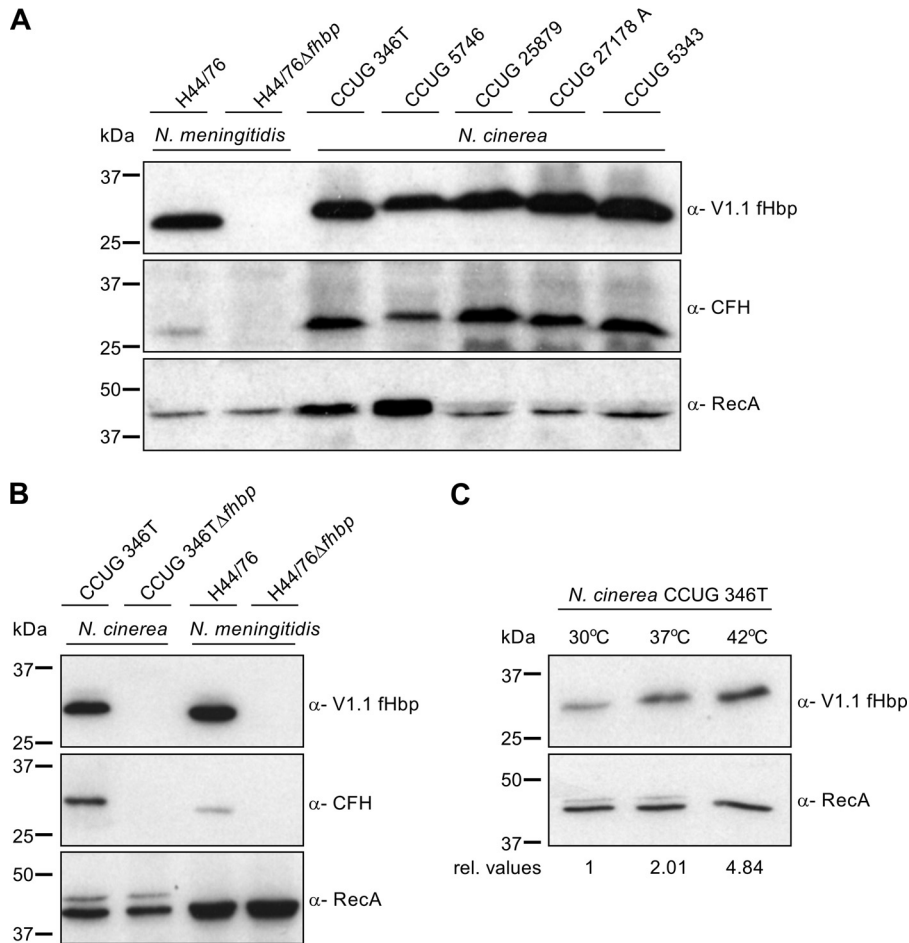 A
H44/76 H44/76Δfhbp CCUG 346T CCUG 5746 CCUG 25879 CCUG 27178 A CCUG 5343
kDa N. meningitidis N. cinerea
37
α- V1.1 fHbp
25
37
α- CFH
25
50
α- RecA
37
B
CCUG 346T CCUG 346TΔfhbp H44/76 H44/76Δfhbp
kDa N. cinerea N. meningitidis
37
α- V1.1 fHbp
25
37
α- CFH
25
50
α- RecA
37
C
N. cinerea CCUG 346T
kDa 30ºC 37ºC 42ºC
37
α- V1.1 fHbp
25
50
α- RecA
37
rel. values 1 2.01 4.84